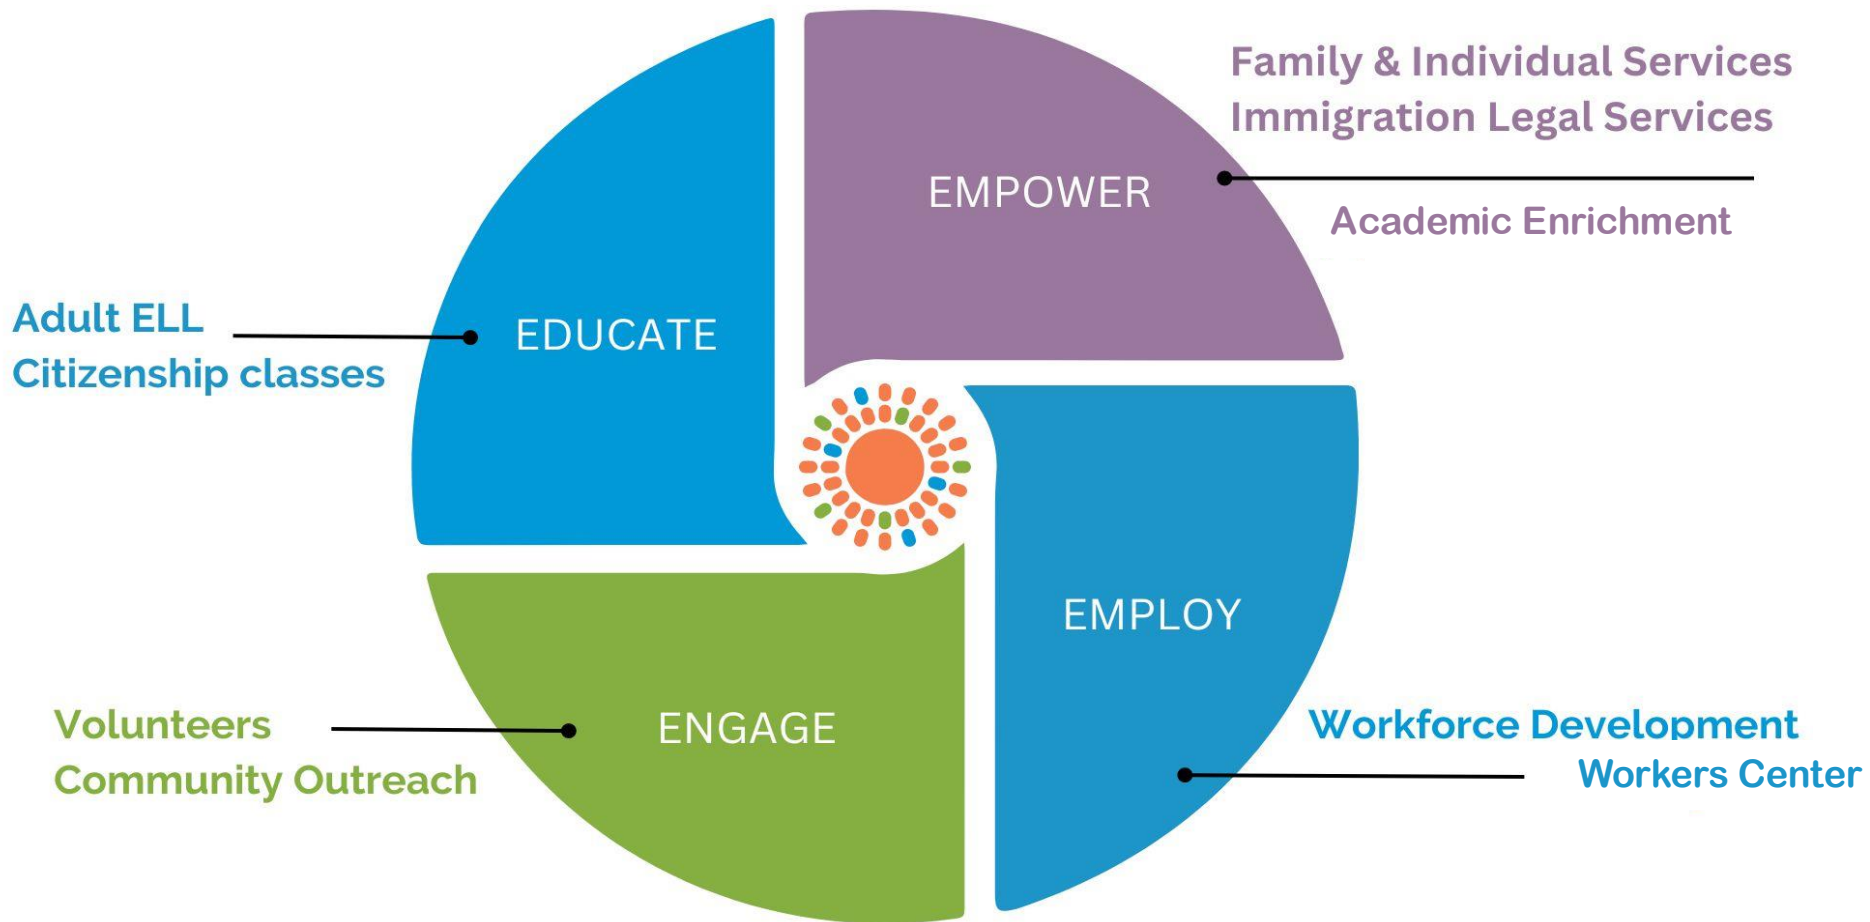 Family & Individual Services
Immigration Legal Services
EMPOWER
Academic Enrichment
Adult ELL
EDUCATE
Citizenship classes
EMPLOY
Volunteers
ENGAGE
Community Outreach
Workforce Development
Workers Center